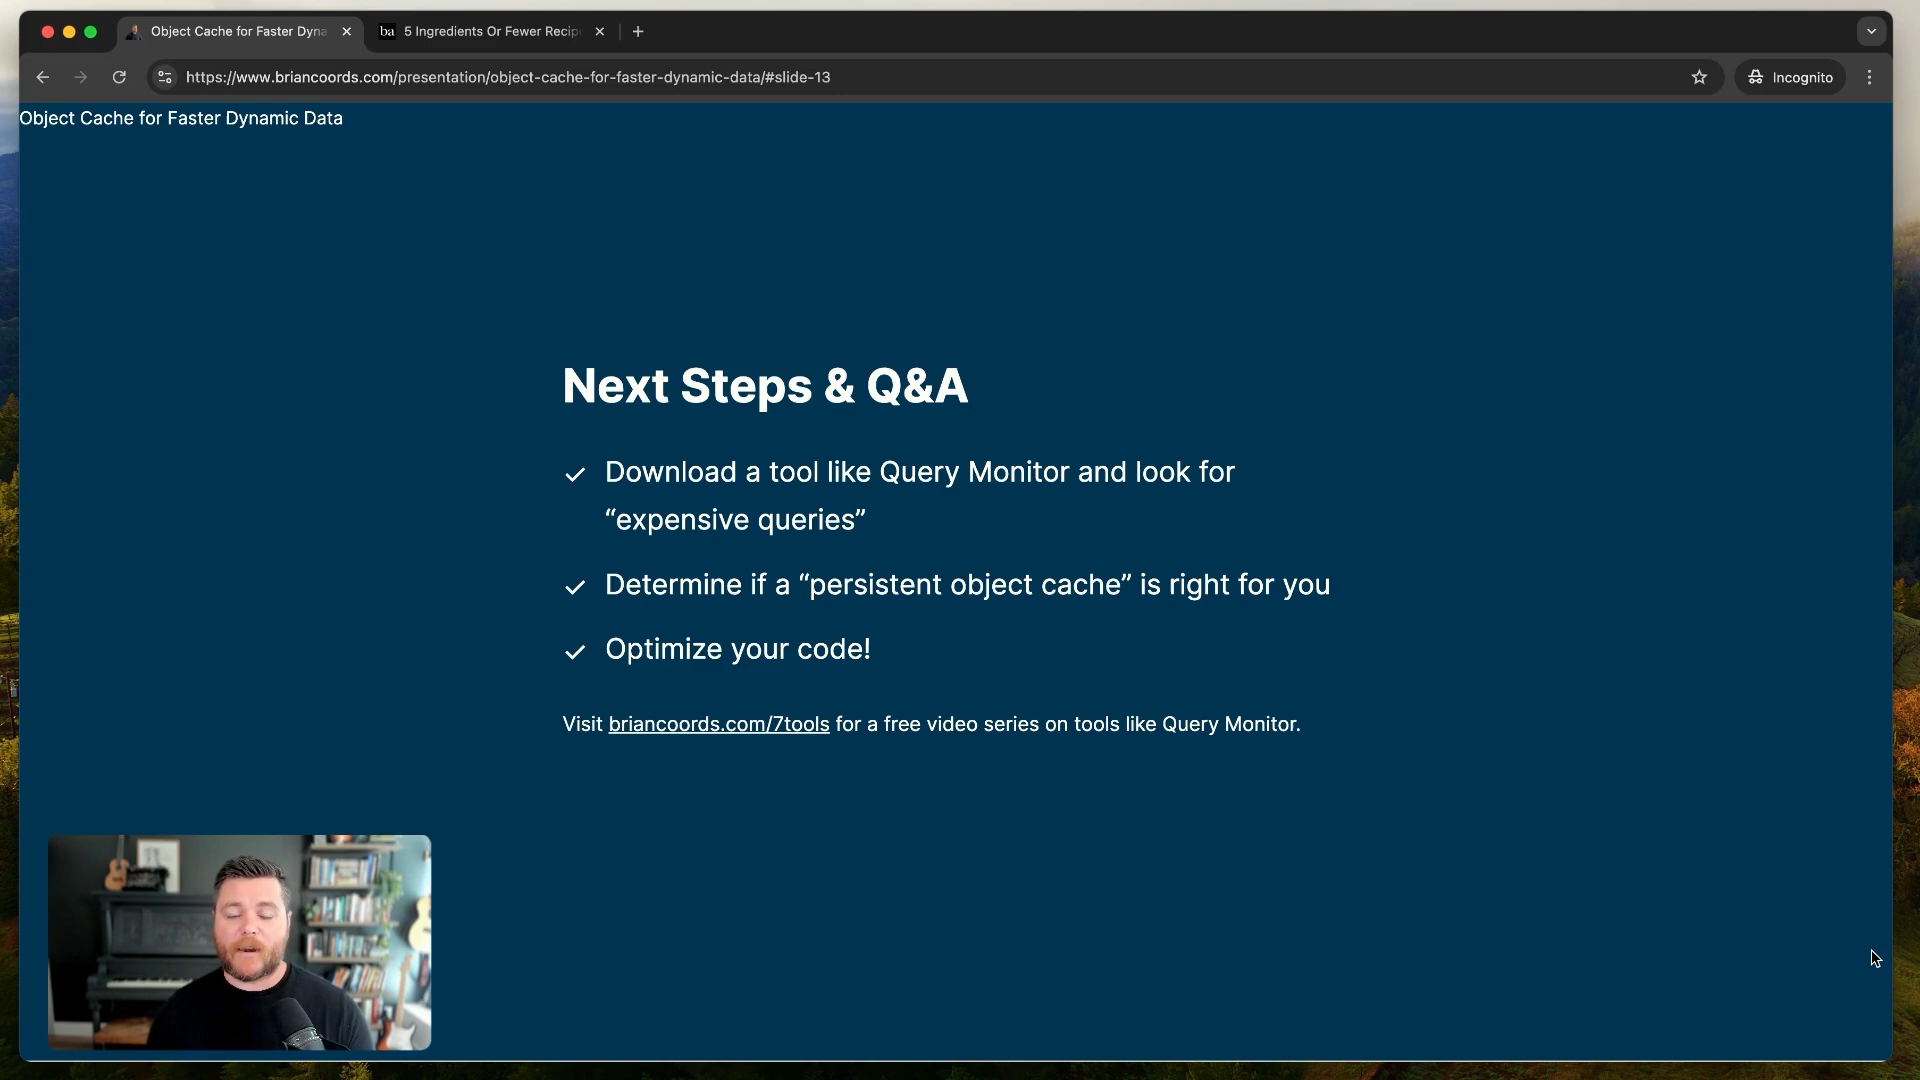 Object Cache for Faster Dyna
ba 5 Ingredients Or Fewer Recip
https://www.briancoords.com/presentation/object-cache-for-faster-dynamic-data/#slide-13
Incognito
Object Cache for Faster Dynamic Data
Next Steps & Q&A
Download a tool like Query Monitor and look for
“expensive queries”
Determine if a “persistent object cache” is right for you
Optimize your code!
Visit briancoords.com/7tools for a free video series on tools like Query Monitor.